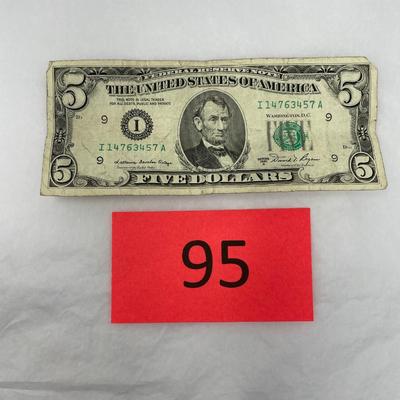 FEDERAL RESERVE NOTE
5 THE UNITED STATES OF AMERICA 5
THIS NOTE IS LEGAL TENDER
FOR ALL DEBTS, PUBLIC AND PRIVATE
I 14763457 A
WASHINGTON, D.C.
9 I 9
I 14763457 A
9 9
5 FIVE DOLLARS 5
95